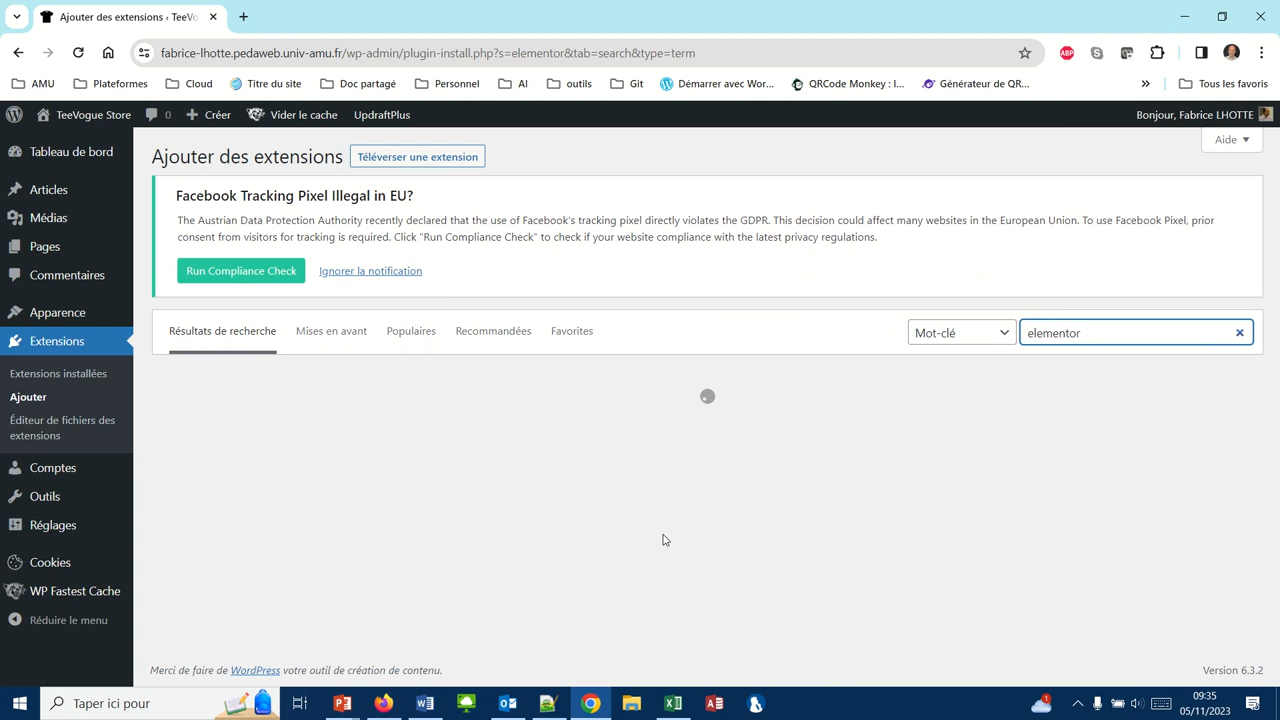 Ajouter des extensions ‹ TeeVo
fabrice-lhotte.pedaweb.univ-amu.fr/wp-admin/plugin-install.php?s=elementor&tab=search&type=term
ABP
AMU
Plateformes
Cloud
Titre du site
Doc partagé
Personnel
AI
outils
Git
Démarrer avec Wor...
QRCode Monkey : l...
Générateur de QR...
»
Tous les favoris
TeeVogue Store
0
Créer
Vider le cache
UpdraftPlus
Bonjour, Fabrice LHOTTE
Tableau de bord
Articles
Médias
Pages
Commentaires
Apparence
Extensions
Extensions installées
Ajouter
Éditeur de fichiers des
extensions
Comptes
Outils
Réglages
Cookies
WP Fastest Cache
Réduire le menu
Aide
Ajouter des extensions
Téléverser une extension
Facebook Tracking Pixel Illegal in EU?
The Austrian Data Protection Authority recently declared that the use of Facebook's tracking pixel directly violates the GDPR. This decision could affect many websites in the European Union. To use Facebook Pixel, prior
consent from visitors for tracking is required. Click “Run Compliance Check” to check if your website compliance with the latest privacy regulations.
Run Compliance Check
Ignorer la notification
Résultats de recherche
Mises en avant
Populaires
Recommandées
Favorites
Mot-clé
elementor
Merci de faire de WordPress votre outil de création de contenu.
Version 6.3.2
Taper ici pour
1
09:35
05/11/2023